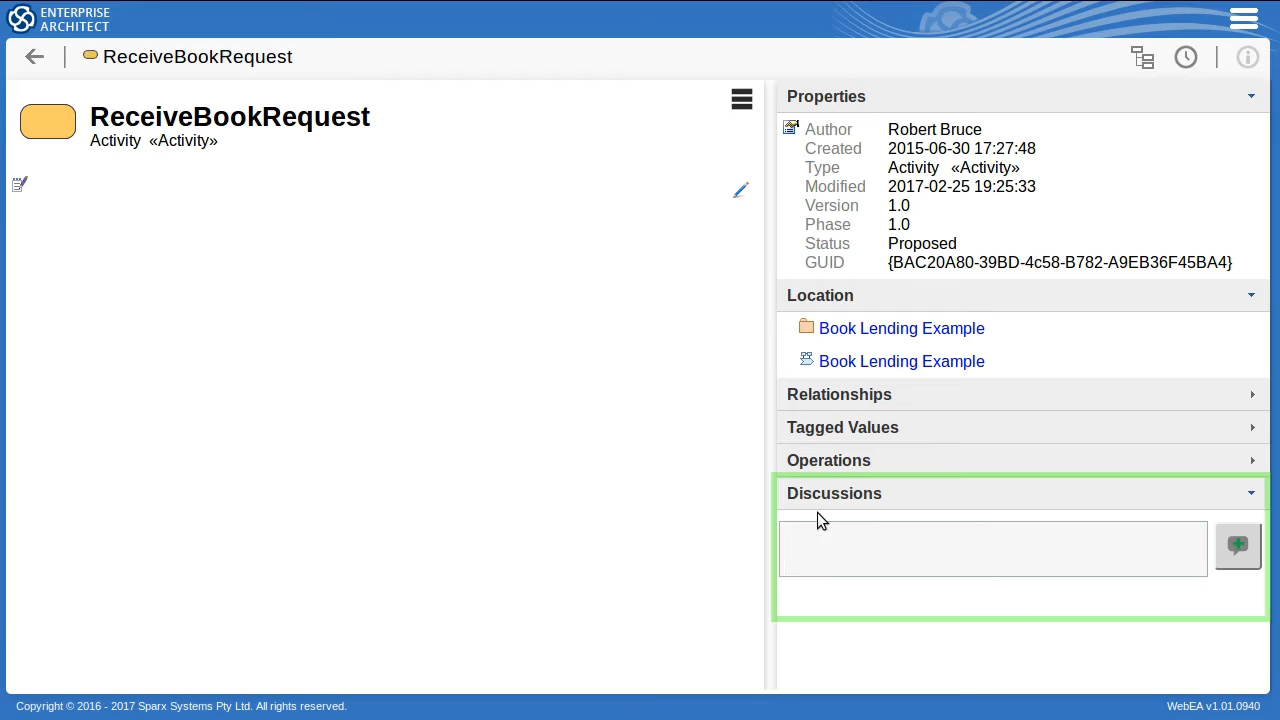 ENTERPRISE
ARCHITECT
ReceiveBookRequest
ReceiveBookRequest
Activity «Activity»
Properties
Author Robert Bruce
Created 2015-06-30 17:27:48
Type Activity «Activity»
Modified 2017-02-25 19:25:33
Version 1.0
Phase 1.0
Status Proposed
GUID {BAC20A80-39BD-4c58-B782-A9EB36F45BA4}
Location
Book Lending Example
Book Lending Example
Relationships
Tagged Values
Operations
Discussions
Copyright © 2016 - 2017 Sparx Systems Pty Ltd. All rights reserved.
WebEA v1.01.0940